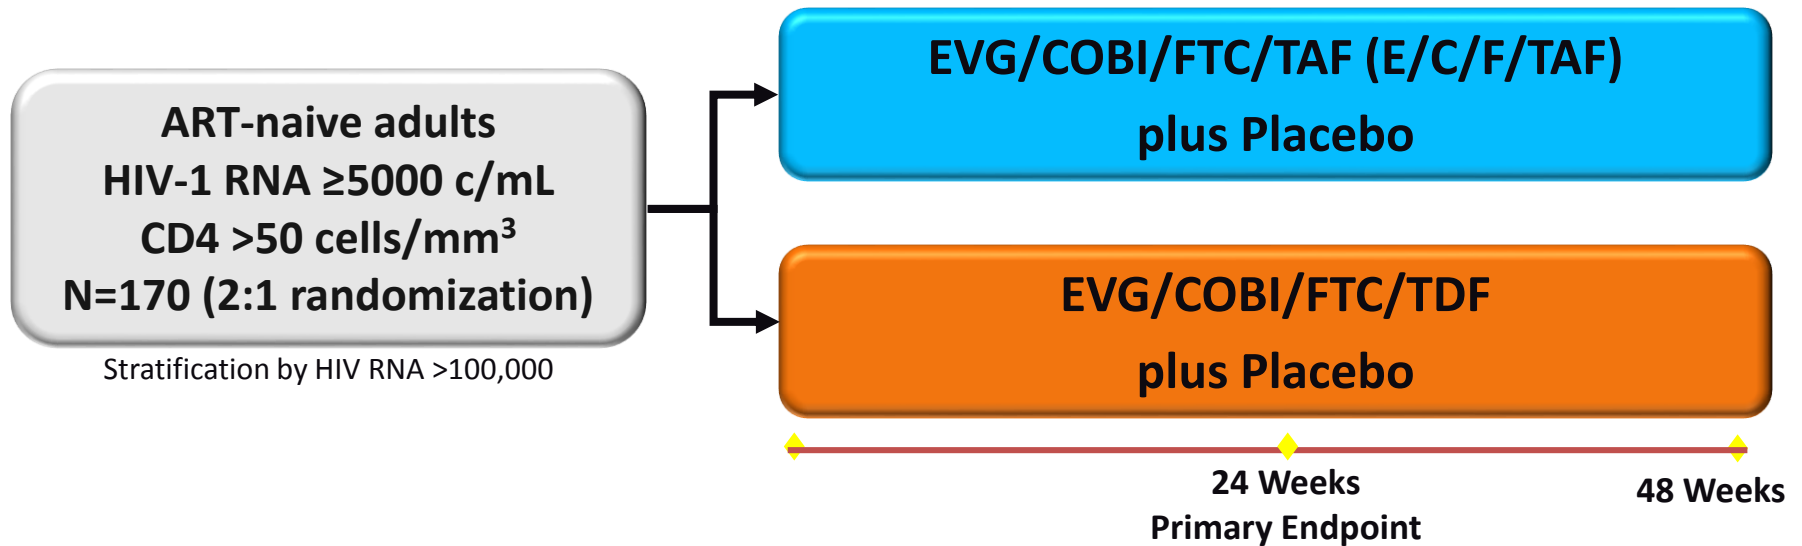 ART-naive adults
HIV-1 RNA ≥5000 c/mL
CD4 >50 cells/mm³
N=170 (2:1 randomization)
Stratification by HIV RNA >100,000
EVG/COBI/FTC/TAF (E/C/F/TAF)
plus Placebo
EVG/COBI/FTC/TDF
plus Placebo
24 Weeks
Primary Endpoint
48 Weeks